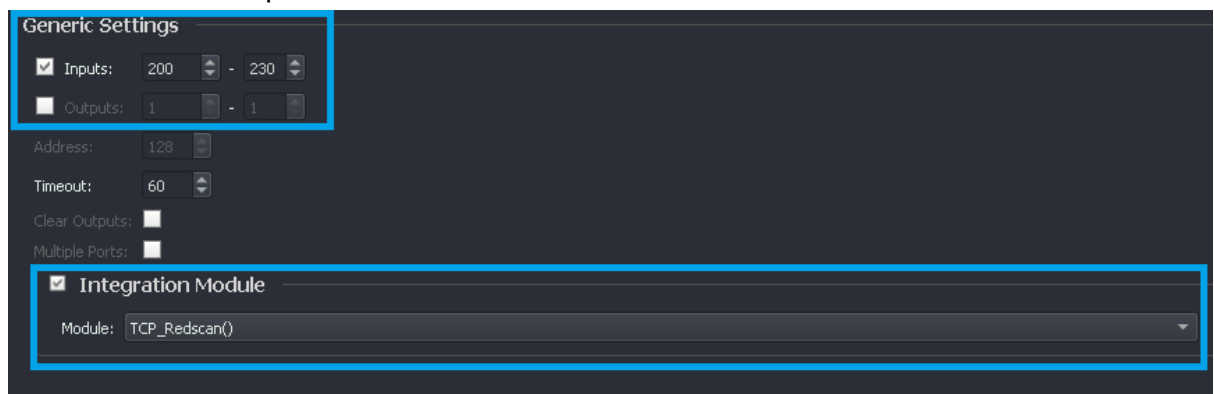 Generic Settings
Inputs: 200 - 230
Outputs: 1 - 1
Address: 128
Timeout: 60
Clear Outputs:
Multiple Ports:
Integration Module
Module: TCP_Redscan()